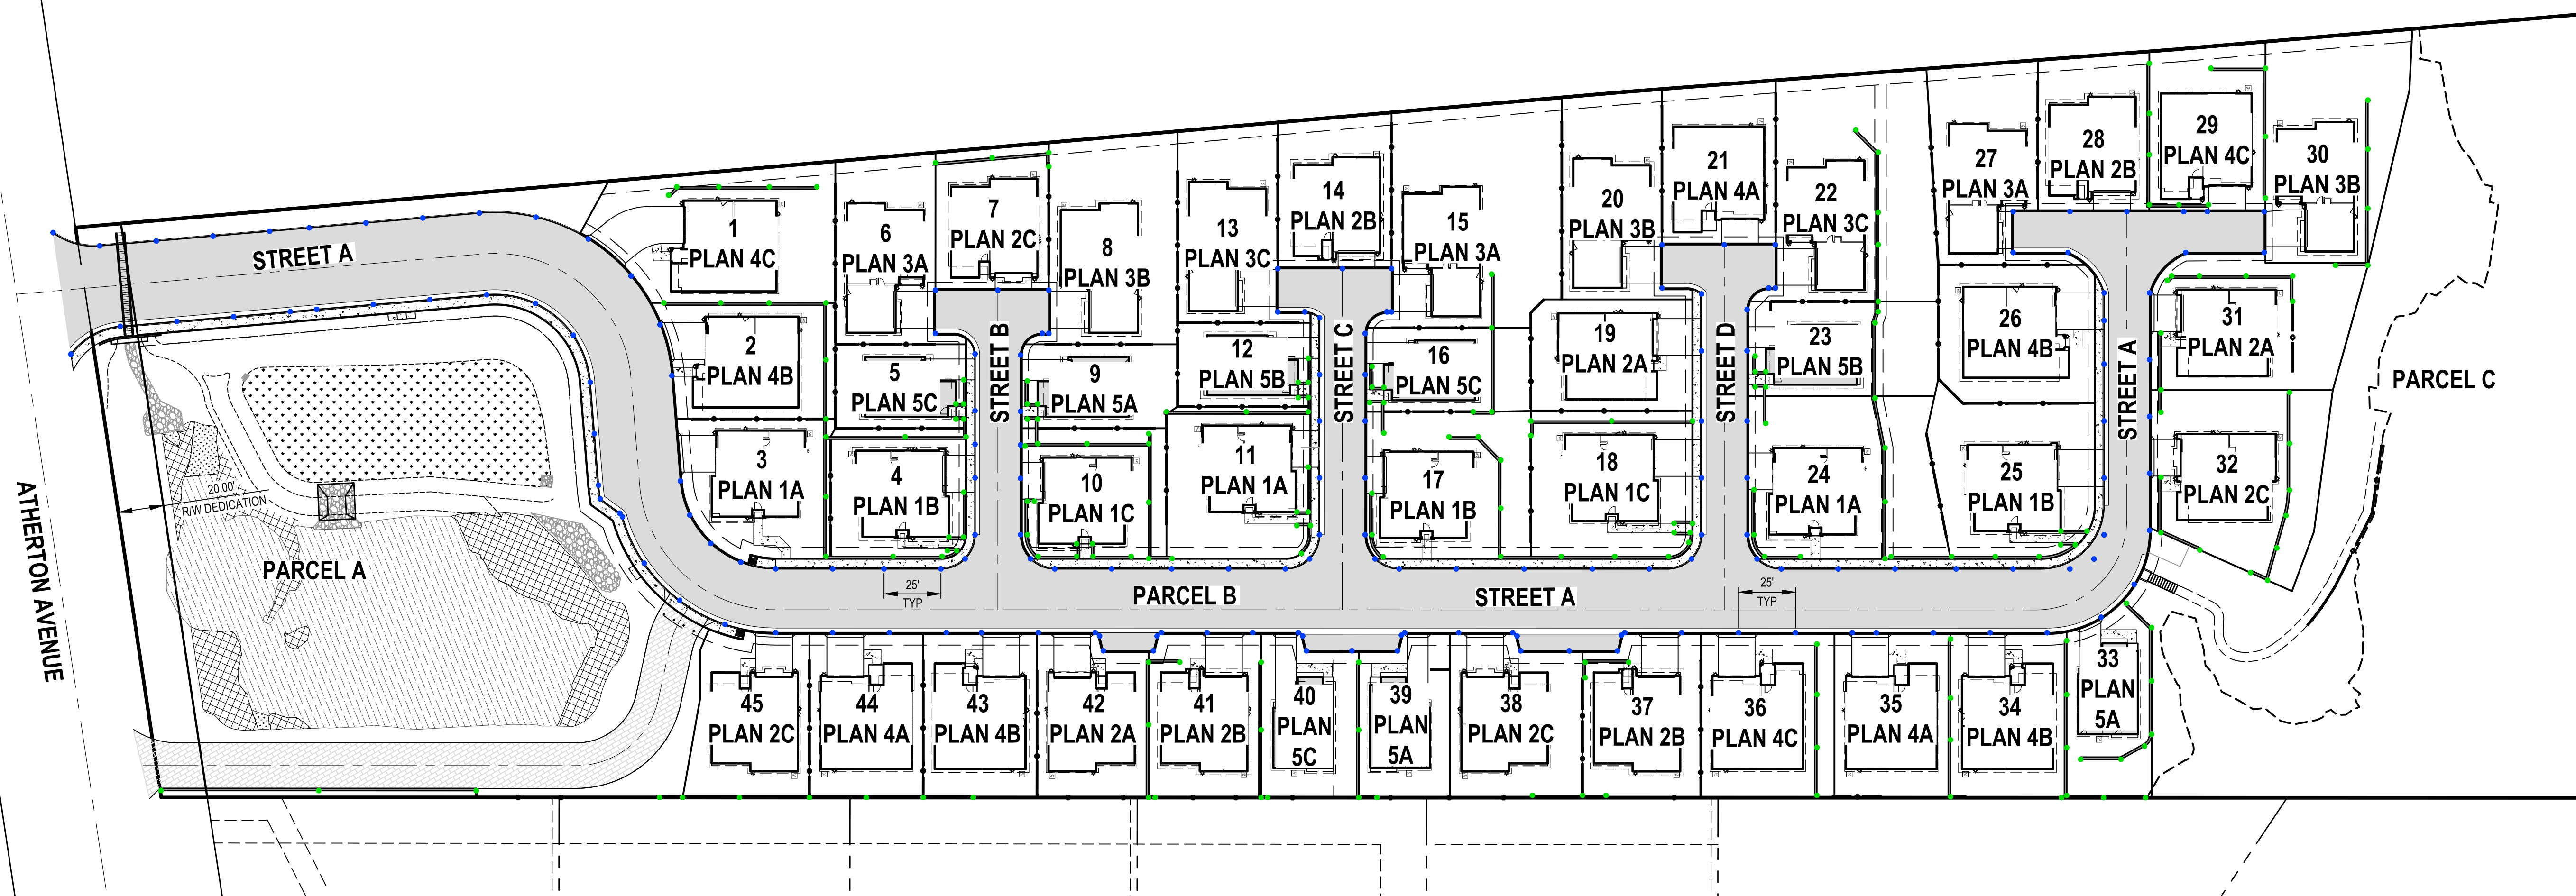 STREET A
ATHERTON AVENUE
20.00'
R/W DEDICATION
PARCEL A
1
PLAN 4C
2
PLAN 4B
3
PLAN 1A
6
PLAN 3A
5
PLAN 5C
4
PLAN 1B
7
PLAN 2C
STREET B
8
PLAN 3B
9
PLAN 5A
10
PLAN 1C
13
PLAN 3C
12
PLAN 5B
11
PLAN 1A
14
PLAN 2B
STREET C
15
PLAN 3A
16
PLAN 5C
17
PLAN 1B
20
PLAN 3B
19
PLAN 2A
18
PLAN 1C
21
PLAN 4A
STREET D
22
PLAN 3C
23
PLAN 5B
24
PLAN 1A
27
PLAN 3A
26
PLAN 4B
25
PLAN 1B
28
PLAN 2B
29
PLAN 4C
30
PLAN 3B
STREET A
31
PLAN 2A
32
PLAN 2C
PARCEL C
25'
TYP
PARCEL B
STREET A
25'
TYP
45
PLAN 2C
44
PLAN 4A
43
PLAN 4B
42
PLAN 2A
41
PLAN 2B
40
PLAN
5C
39
PLAN
5A
38
PLAN 2C
37
PLAN 2B
36
PLAN 4C
35
PLAN 4A
34
PLAN 4B
33
PLAN
5A